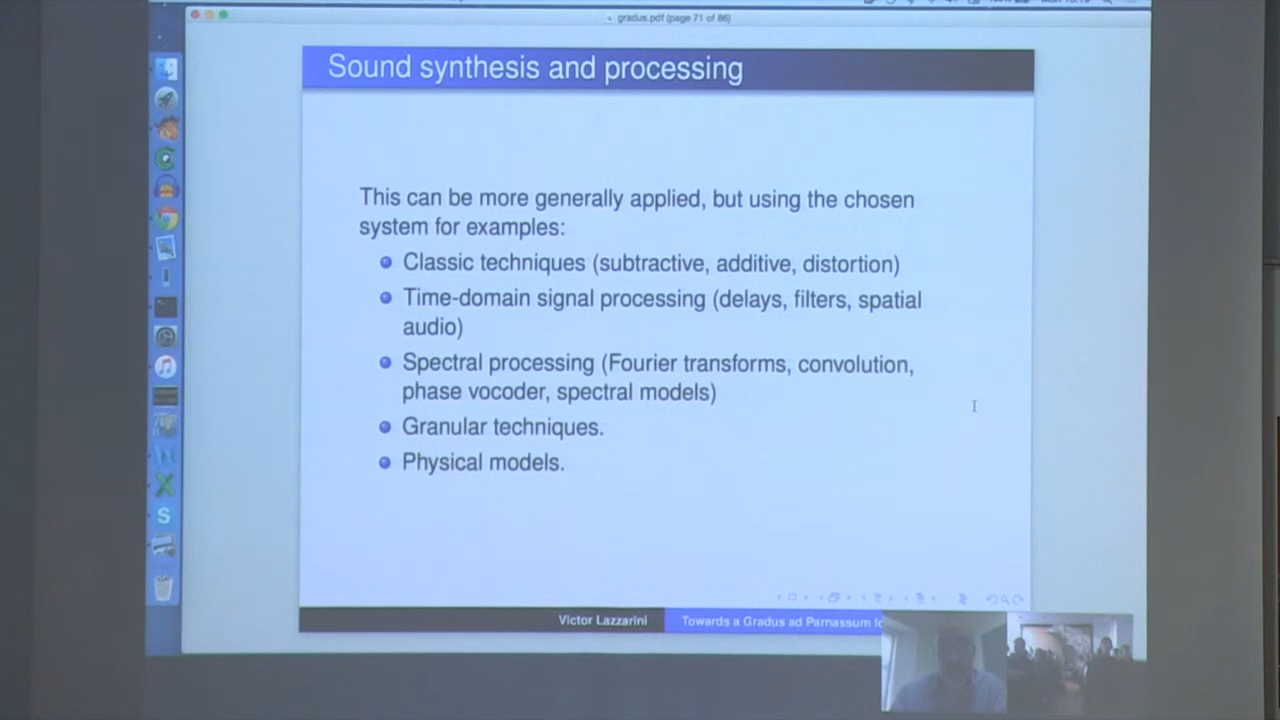 gradus.pdf (page 71 of 86)
Sound synthesis and processing
This can be more generally applied, but using the chosen
system for examples:
Classic techniques (subtractive, additive, distortion)
Time-domain signal processing (delays, filters, spatial
audio)
Spectral processing (Fourier transforms, convolution,
phase vocoder, spectral models)
Granular techniques.
Physical models.
Victor Lazzarini
Towards a Gradus ad Parnassum